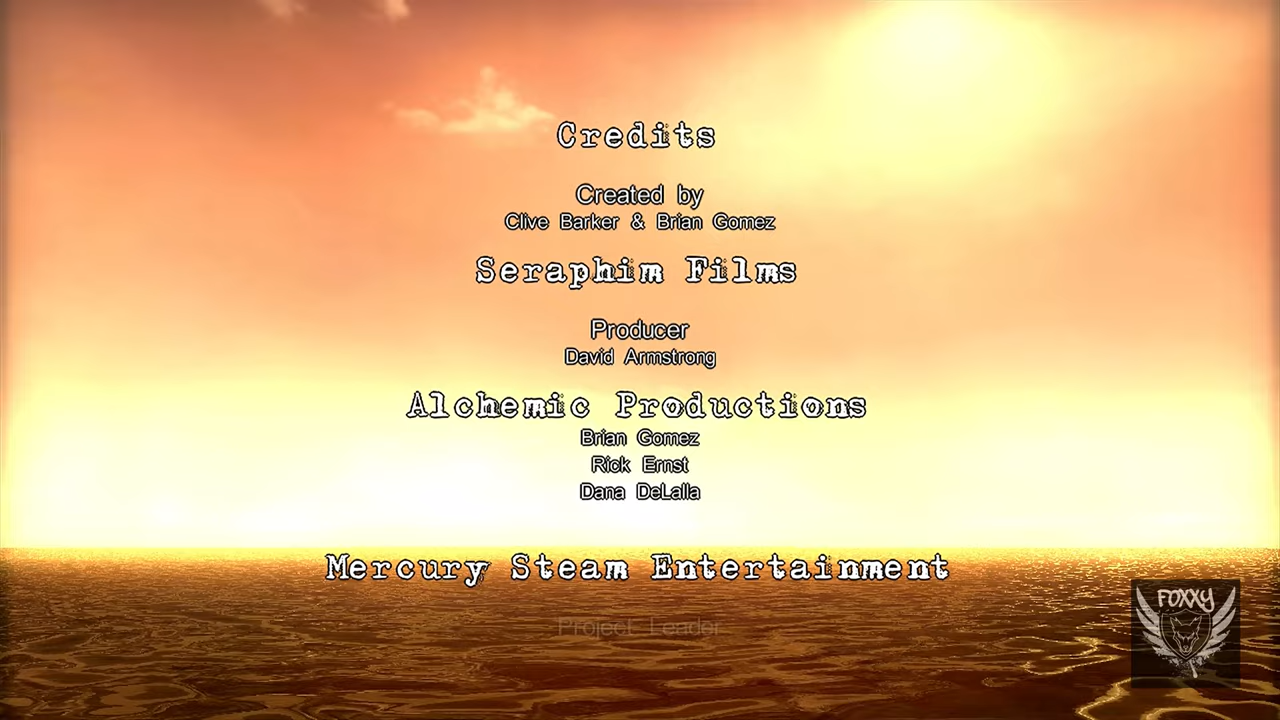 Credits
Created by
Clive Barker & Brian Gomez
Seraphim Films
Producer
David Armstrong
Alchemic Productions
Brian Gomez
Rick Ernst
Dana DeLalla
Mercury Steam Entertainment
Project Leader
FOXXY